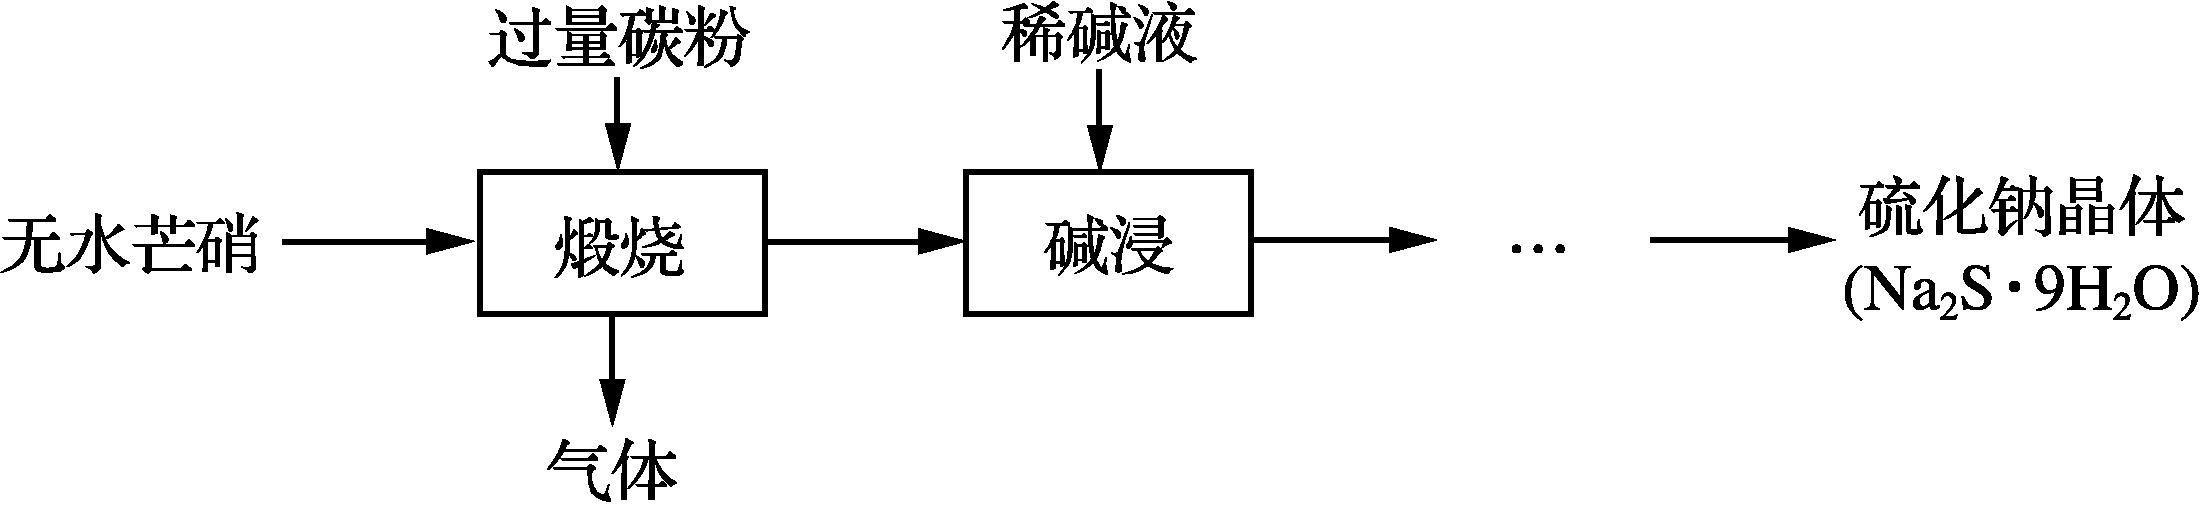 过量碳粉
稀碱液
无水芒硝
煅烧
碱浸
…
硫化钠晶体
(Na₂S·9H₂O)
气体